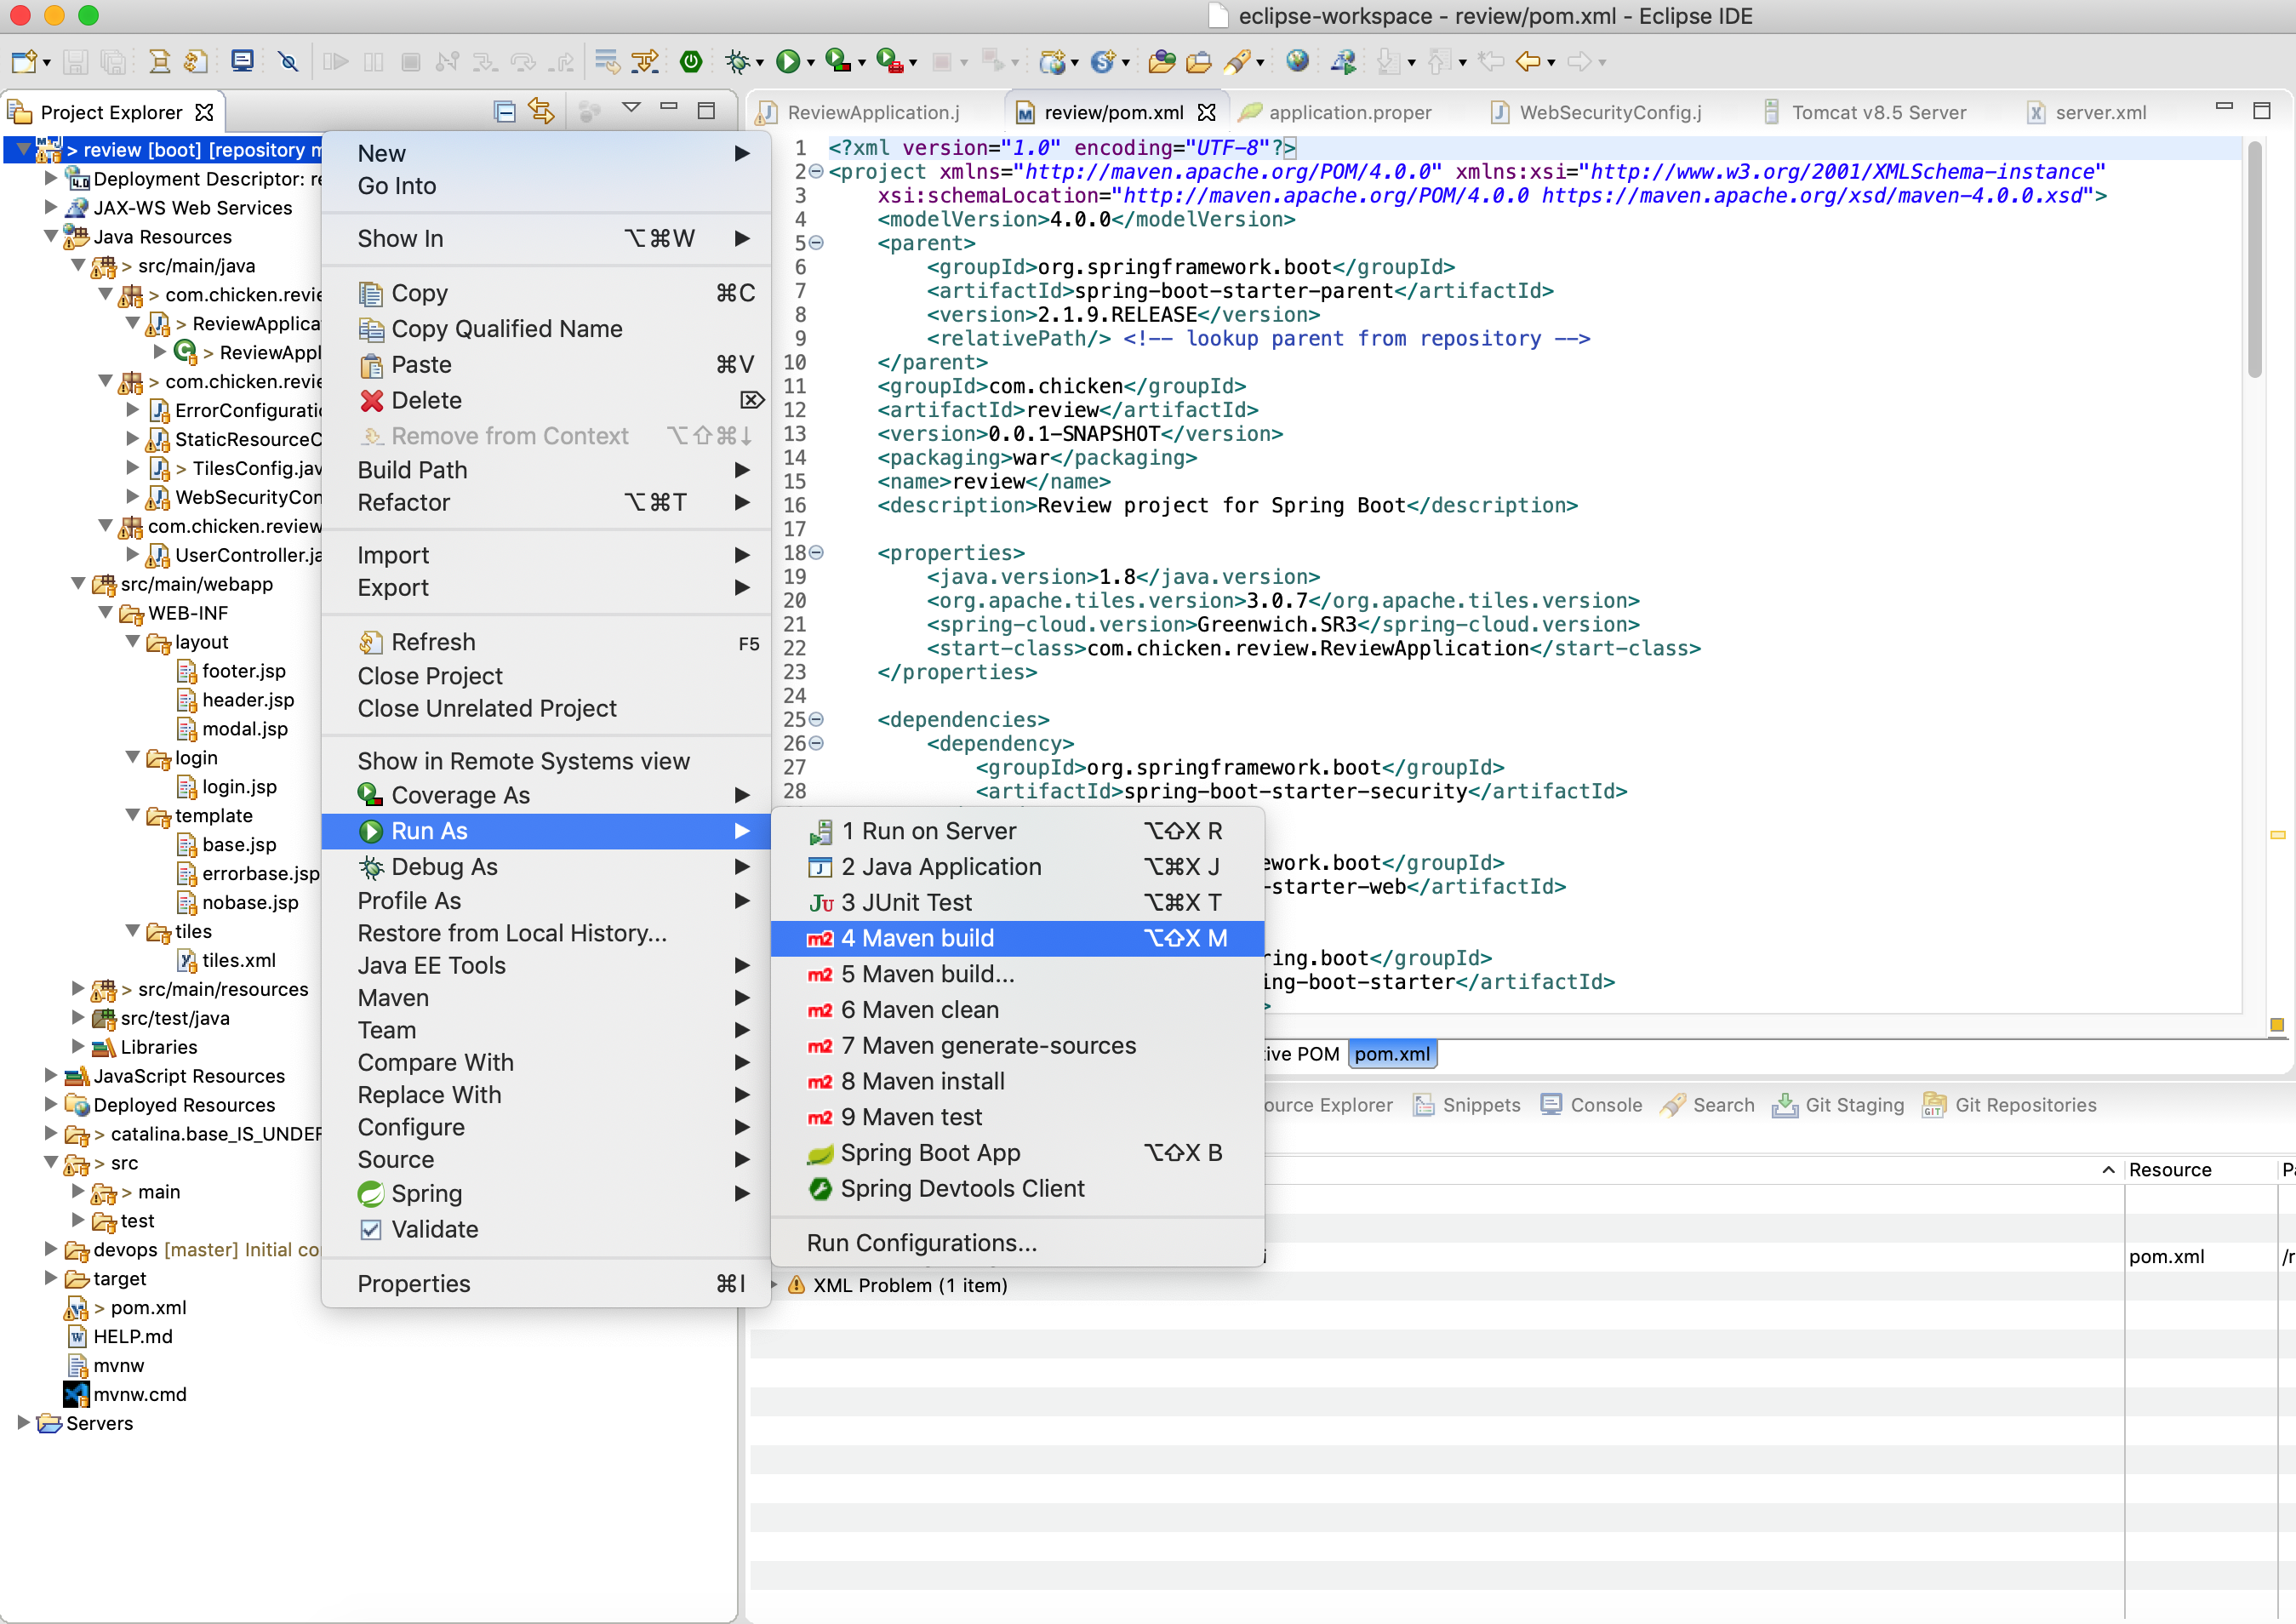 eclipse-workspace - review/pom.xml - Eclipse IDE
Project Explorer
> review [boot] [repository m
Deployment Descriptor: re
JAX-WS Web Services
Java Resources
> src/main/java
> com.chicken.revie
> ReviewApplica
> ReviewAppl
> com.chicken.revie
ErrorConfiguratio
StaticResourceC
> TilesConfig.jav
WebSecurityCon
com.chicken.review
UserController.ja
src/main/webapp
WEB-INF
layout
footer.jsp
header.jsp
modal.jsp
login
login.jsp
template
base.jsp
errorbase.jsp
nobase.jsp
tiles
tiles.xml
> src/main/resources
src/test/java
Libraries
JavaScript Resources
Deployed Resources
> catalina.base_IS_UNDEF
> src
> main
test
devops [master] Initial co
target
> pom.xml
HELP.md
mvnw
mvnw.cmd
Servers
New
Go Into
Show In ⌥⌘W
Copy ⌘C
Copy Qualified Name
Paste ⌘V
Delete ⌦
Remove from Context ⌥⇧⌘↓
Build Path
Refactor ⌥⌘T
Import
Export
Refresh F5
Close Project
Close Unrelated Project
Show in Remote Systems view
Coverage As
Run As
Debug As
Profile As
Restore from Local History...
Java EE Tools
Maven
Team
Compare With
Replace With
Configure
Source
Spring
Validate
Properties ⌘I
1 Run on Server ⌥⇧X R
2 Java Application ⌥⌘X J
3 JUnit Test ⌥⌘X T
4 Maven build ⌥⇧X M
5 Maven build...
6 Maven clean
7 Maven generate-sources
8 Maven install
9 Maven test
Spring Boot App ⌥⇧X B
Spring Devtools Client
Run Configurations...
ReviewApplication.j review/pom.xml application.proper WebSecurityConfig.j Tomcat v8.5 Server server.xml
1 <?xml version="1.0" encoding="UTF-8"?>
2 <project xmlns="http://maven.apache.org/POM/4.0.0" xmlns:xsi="http://www.w3.org/2001/XMLSchema-instance"
3 xsi:schemaLocation="http://maven.apache.org/POM/4.0.0 https://maven.apache.org/xsd/maven-4.0.0.xsd">
4 <modelVersion>4.0.0</modelVersion>
5 <parent>
6 <groupId>org.springframework.boot</groupId>
7 <artifactId>spring-boot-starter-parent</artifactId>
8 <version>2.1.9.RELEASE</version>
9 <relativePath/> <!-- lookup parent from repository -->
10 </parent>
11 <groupId>com.chicken</groupId>
12 <artifactId>review</artifactId>
13 <version>0.0.1-SNAPSHOT</version>
14 <packaging>war</packaging>
15 <name>review</name>
16 <description>Review project for Spring Boot</description>
17
18 <properties>
19 <java.version>1.8</java.version>
20 <org.apache.tiles.version>3.0.7</org.apache.tiles.version>
21 <spring-cloud.version>Greenwich.SR3</spring-cloud.version>
22 <start-class>com.chicken.review.ReviewApplication</start-class>
23 </properties>
24
25 <dependencies>
26 <dependency>
27 <groupId>org.springframework.boot</groupId>
28 <artifactId>spring-boot-starter-security</artifactId>
ework.boot</groupId>
-starter-web</artifactId>
ring.boot</groupId>
ing-boot-starter</artifactId>
>
tive POM pom.xml
ource Explorer Snippets Console Search Git Staging Git Repositories
Resource
pom.xml /r
XML Problem (1 item)